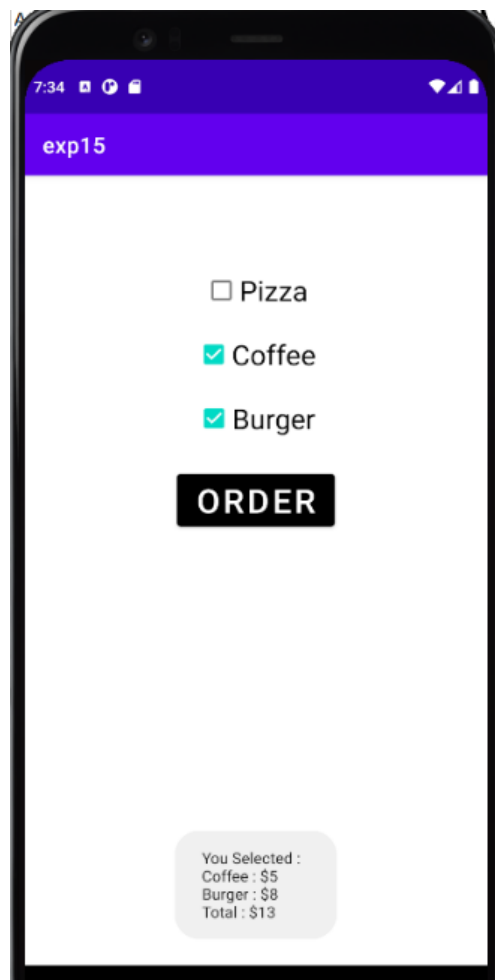 A
7:34
exp15
Pizza
Coffee
Burger
ORDER
You Selected :
Coffee : $5
Burger : $8
Total : $13